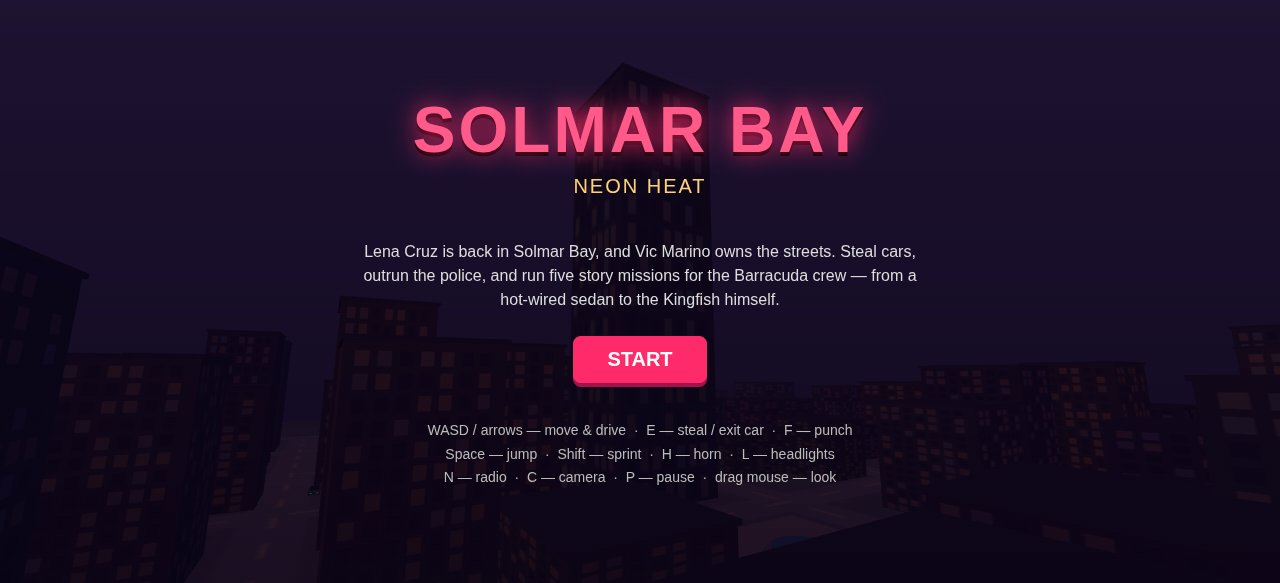 SOLMAR BAY
NEON HEAT
Lena Cruz is back in Solmar Bay, and Vic Marino owns the streets. Steal cars,
outrun the police, and run five story missions for the Barracuda crew — from a
hot-wired sedan to the Kingfish himself.
START
WASD / arrows — move & drive · E — steal / exit car · F — punch
Space — jump · Shift — sprint · H — horn · L — headlights
N — radio · C — camera · P — pause · drag mouse — look